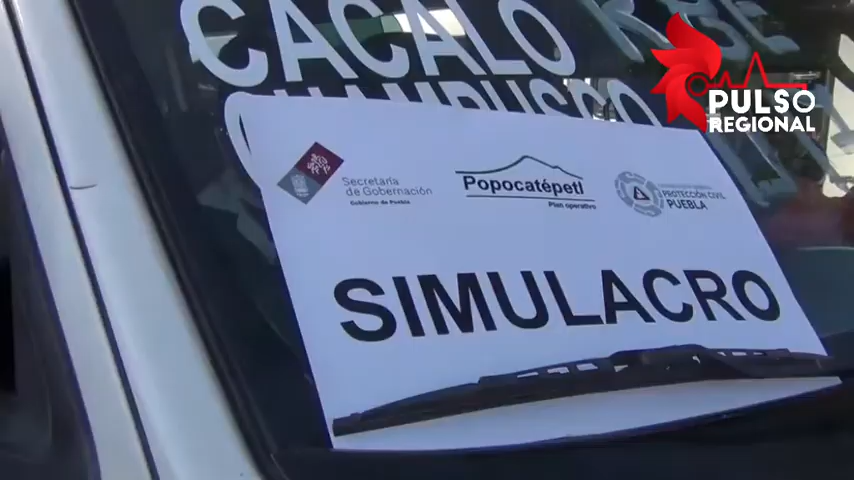 CACALO
PULSO
REGIONAL
Secretaría
de Gobernación
Gobierno de Puebla
Popocatépetl
Plan operativo
PROTECCIÓN CIVIL
PUEBLA
SIMULACRO